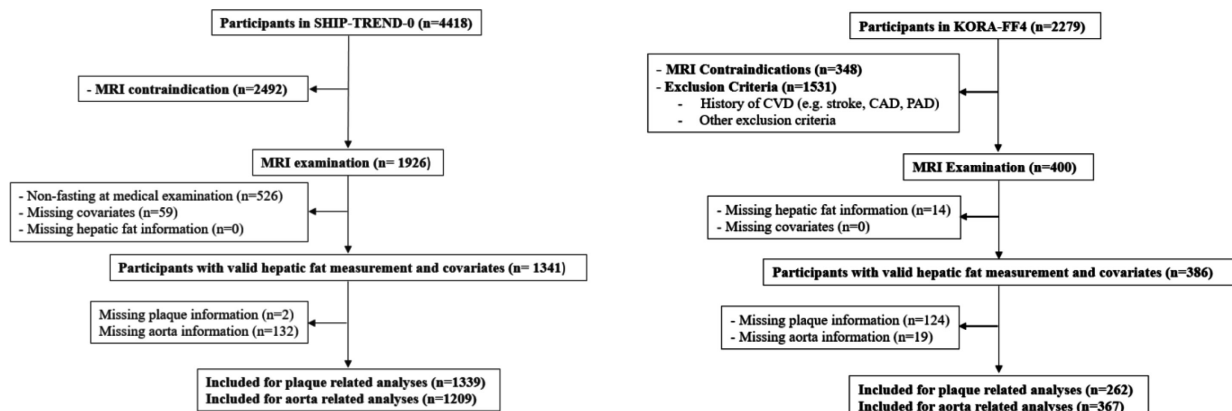 Participants in SHIP-TREND-0 (n=4418)
- MRI contraindication (n=2492)
MRI examination (n= 1926)
- Non-fasting at medical examination (n=526)
- Missing covariates (n=59)
- Missing hepatic fat information (n=0)
Participants with valid hepatic fat measurement and covariates (n= 1341)
Missing plaque information (n=2)
Missing aorta information (n=132)
Included for plaque related analyses (n=1339)
Included for aorta related analyses (n=1209)
Participants in KORA-FF4 (n=2279)
- MRI Contraindications (n=348)
- Exclusion Criteria (n=1531)
- History of CVD (e.g. stroke, CAD, PAD)
- Other exclusion criteria
MRI Examination (n=400)
- Missing hepatic fat information (n=14)
- Missing covariates (n=0)
Participants with valid hepatic fat measurement and covariates (n=386)
- Missing plaque information (n=124)
- Missing aorta information (n=19)
Included for plaque related analyses (n=262)
Included for aorta related analyses (n=367)